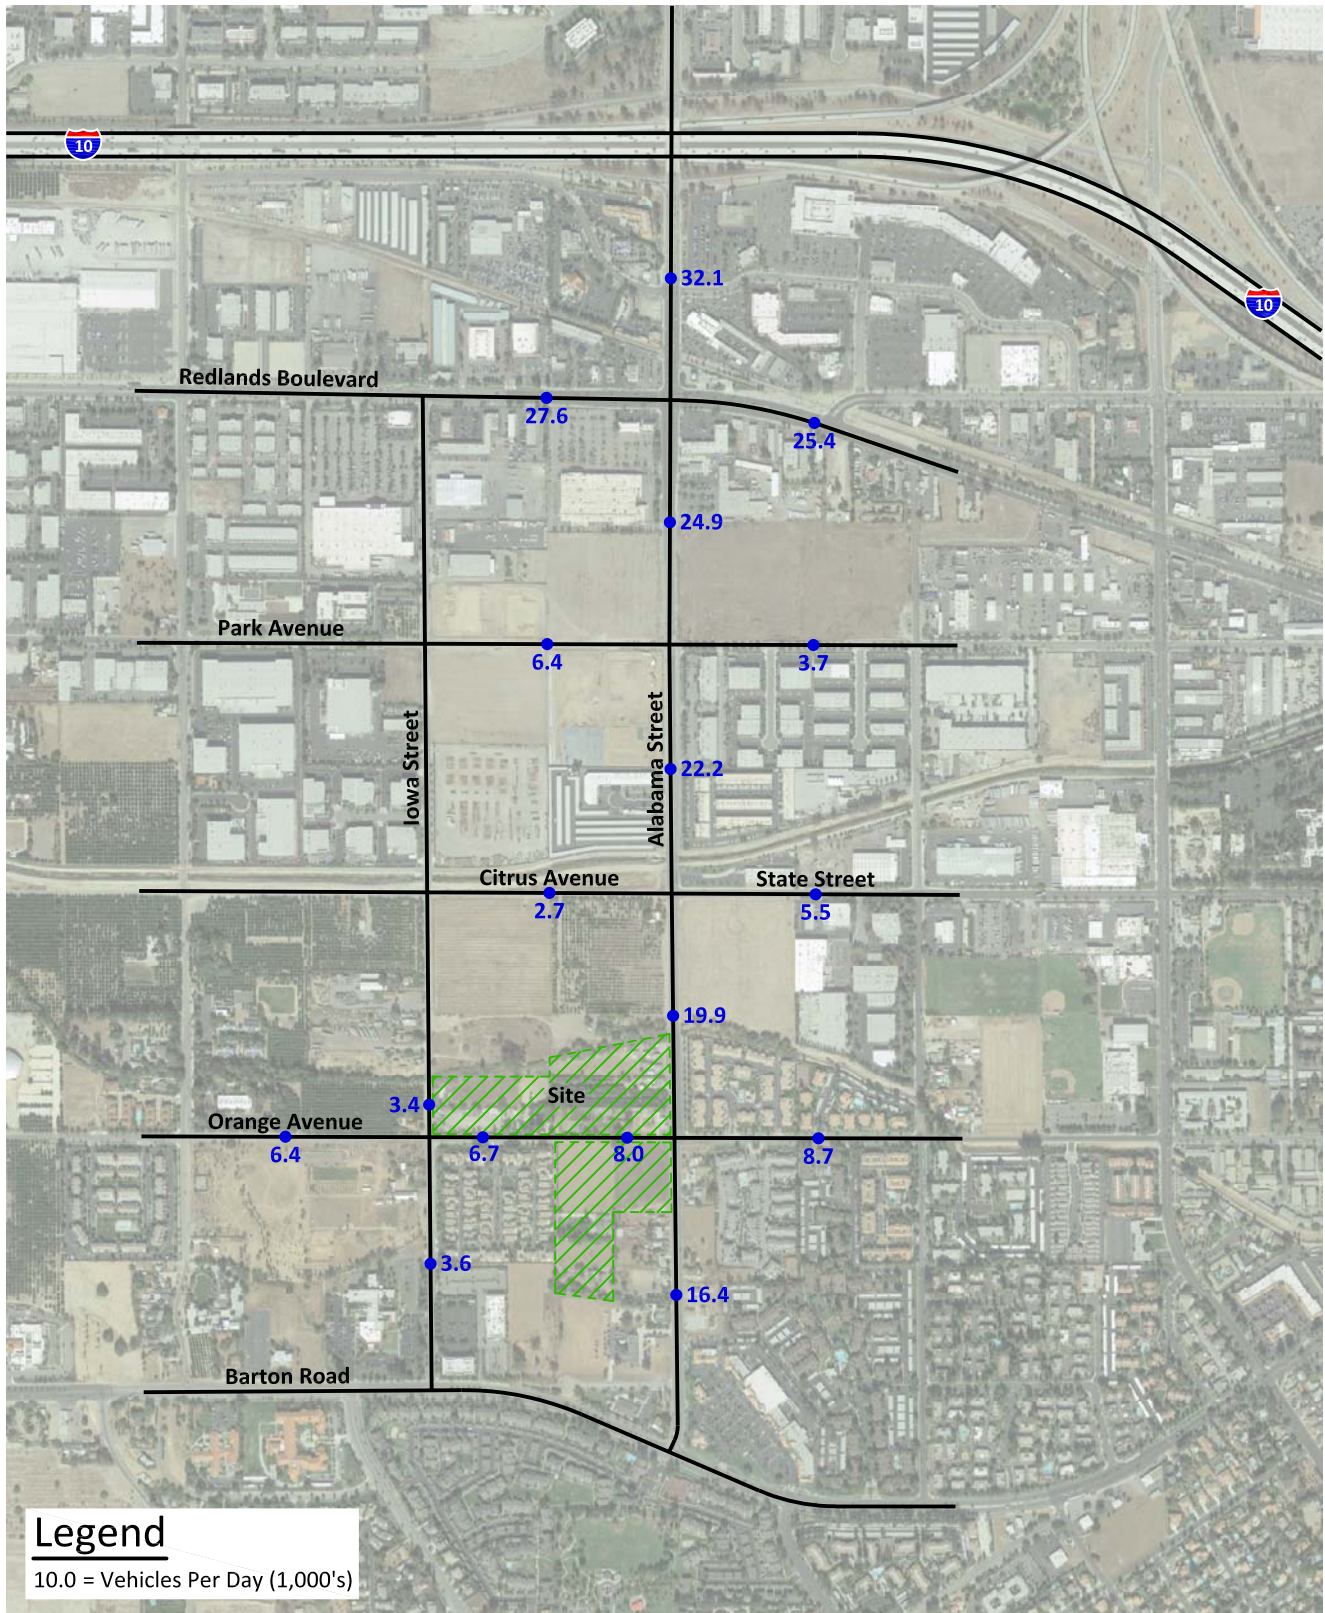 10
32.1
10
Redlands Boulevard
27.6
25.4
24.9
Park Avenue
6.4
3.7
Iowa Street
Alabama Street
22.2
Citrus Avenue
State Street
2.7
5.5
19.9
Site
3.4
Orange Avenue
6.4
6.7
8.0
8.7
3.6
16.4
Barton Road
Legend
10.0 = Vehicles Per Day (1,000's)